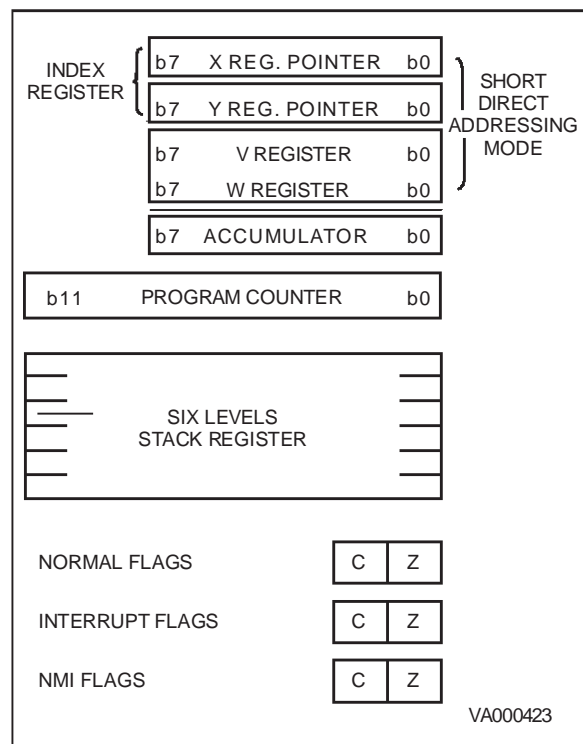 INDEX
REGISTER
b7 X REG. POINTER b0
b7 Y REG. POINTER b0
b7 V REGISTER b0
b7 W REGISTER b0
b7 ACCUMULATOR b0
SHORT
DIRECT
ADDRESSING
MODE
b11 PROGRAM COUNTER b0
SIX LEVELS
STACK REGISTER
NORMAL FLAGS C Z
INTERRUPT FLAGS C Z
NMI FLAGS C Z
VA000423